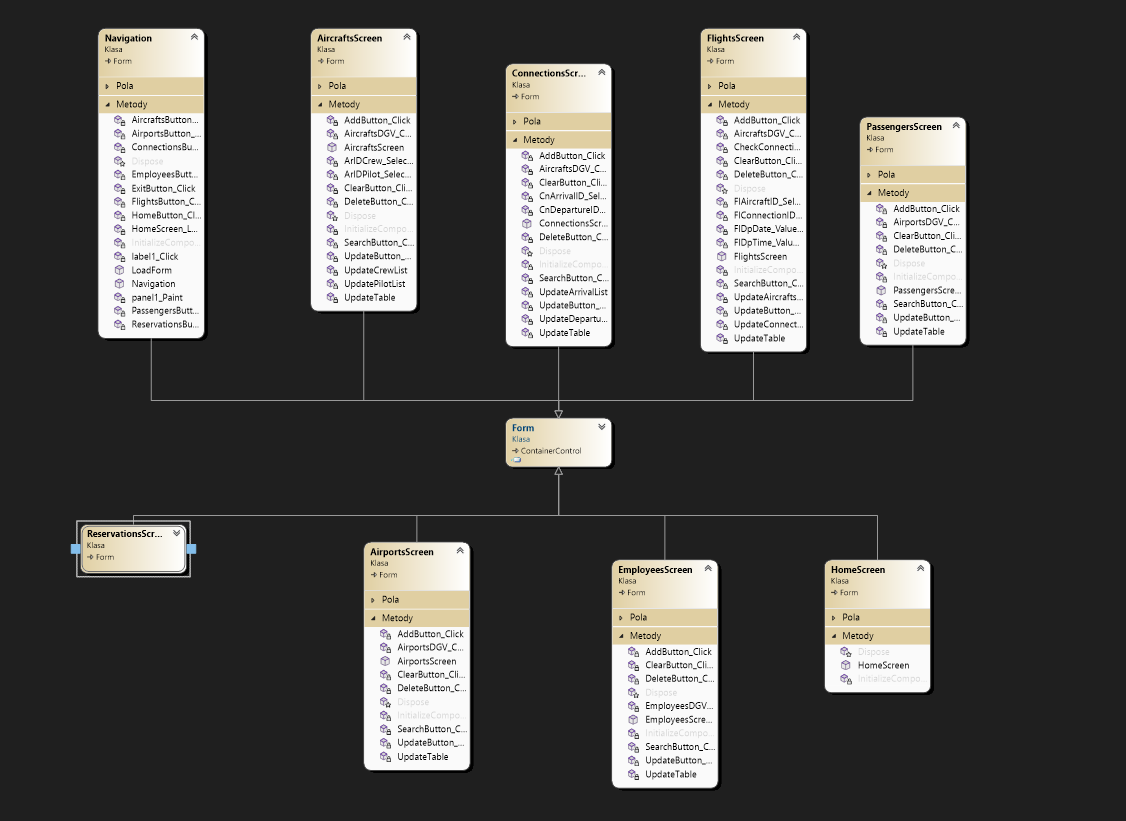 Navigation
Klasa
Form
Pola
Metody
AircraftsButton...
AirportsButton_...
ConnectionsBu...
Dispose
EmployeesButt...
ExitButton_Click
FlightsButton_C...
HomeButton_Cl...
HomeScreen_L...
InitializeCompo...
label1_Click
LoadForm
Navigation
panel1_Paint
PassengersButt...
ReservationsBu...
AircraftsScreen
Klasa
Form
Pola
Metody
AddButton_Click
AircraftsDGV_C...
AircraftsScreen
ArIDCrew_Selec...
ArIDPilot_Selec...
ClearButton_Cli...
DeleteButton_C...
Dispose
InitializeCompo...
SearchButton_C...
UpdateButton_...
UpdateCrewList
UpdatePilotList
UpdateTable
ConnectionsScr...
Klasa
Form
Pola
Metody
AddButton_Click
AircraftsDGV_C...
ClearButton_Cli...
CnArrivalID_Sel...
CnDepartureID...
ConnectionsScr...
DeleteButton_C...
Dispose
InitializeCompo...
SearchButton_C...
UpdateArrivalList
UpdateButton_...
UpdateDepartu...
UpdateTable
FlightsScreen
Klasa
Form
Pola
Metody
AddButton_Click
AircraftsDGV_C...
CheckConnecti...
ClearButton_Cli...
DeleteButton_C...
Dispose
FlAircraftID_Sel...
FlConnectionID...
FlDpDate_Value...
FlDpTime_Valu...
FlightsScreen
InitializeCompo...
SearchButton_C...
UpdateAircrafts...
UpdateButton_...
UpdateConnect...
UpdateTable
PassengersScreen
Klasa
Form
Pola
Metody
AddButton_Click
AirportsDGV_C...
ClearButton_Cli...
DeleteButton_C...
Dispose
InitializeCompo...
PassengersScre...
SearchButton_C...
UpdateButton_...
UpdateTable
Form
Klasa
ContainerControl
ReservationsScr...
Klasa
Form
AirportsScreen
Klasa
Form
Pola
Metody
AddButton_Click
AirportsDGV_C...
AirportsScreen
ClearButton_Cli...
DeleteButton_C...
Dispose
InitializeCompo...
SearchButton_C...
UpdateButton_...
UpdateTable
EmployeesScreen
Klasa
Form
Pola
Metody
AddButton_Click
ClearButton_Cli...
DeleteButton_C...
Dispose
EmployeesDGV...
EmployeesScre...
InitializeCompo...
SearchButton_C...
UpdateButton_...
UpdateTable
HomeScreen
Klasa
Form
Pola
Metody
Dispose
HomeScreen
InitializeCompo...